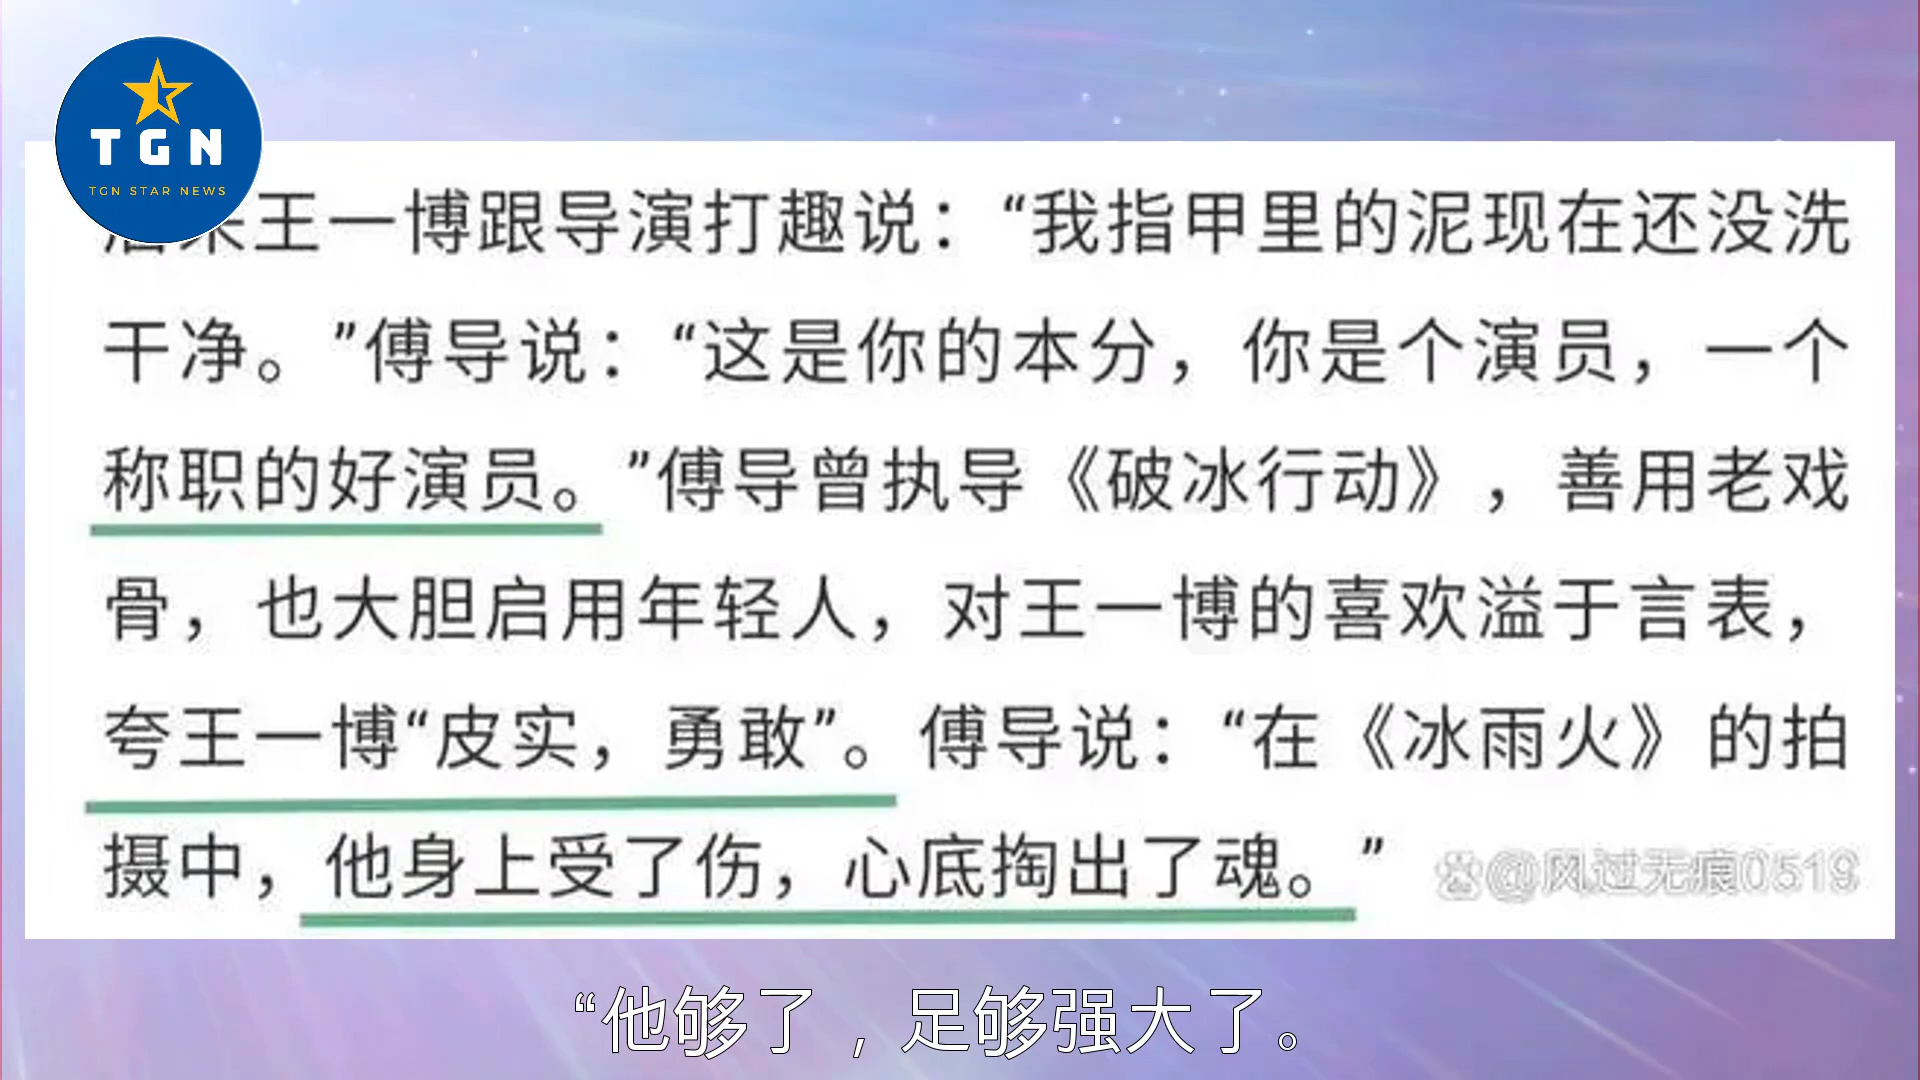 TGN
TGN STAR NEWS
王一博跟导演打趣说：“我指甲里的泥现在还没洗
干净。”傅导说：“这是你的本分，你是个演员，一个
称职的好演员。”傅导曾执导《破冰行动》，善用老戏
骨，也大胆启用年轻人，对王一博的喜欢溢于言表，
夸王一博“皮实，勇敢”。傅导说：“在《冰雨火》的拍
摄中，他身上受了伤，心底掏出了魂。”
@风过无痕0519
“他够了，足够强大了。